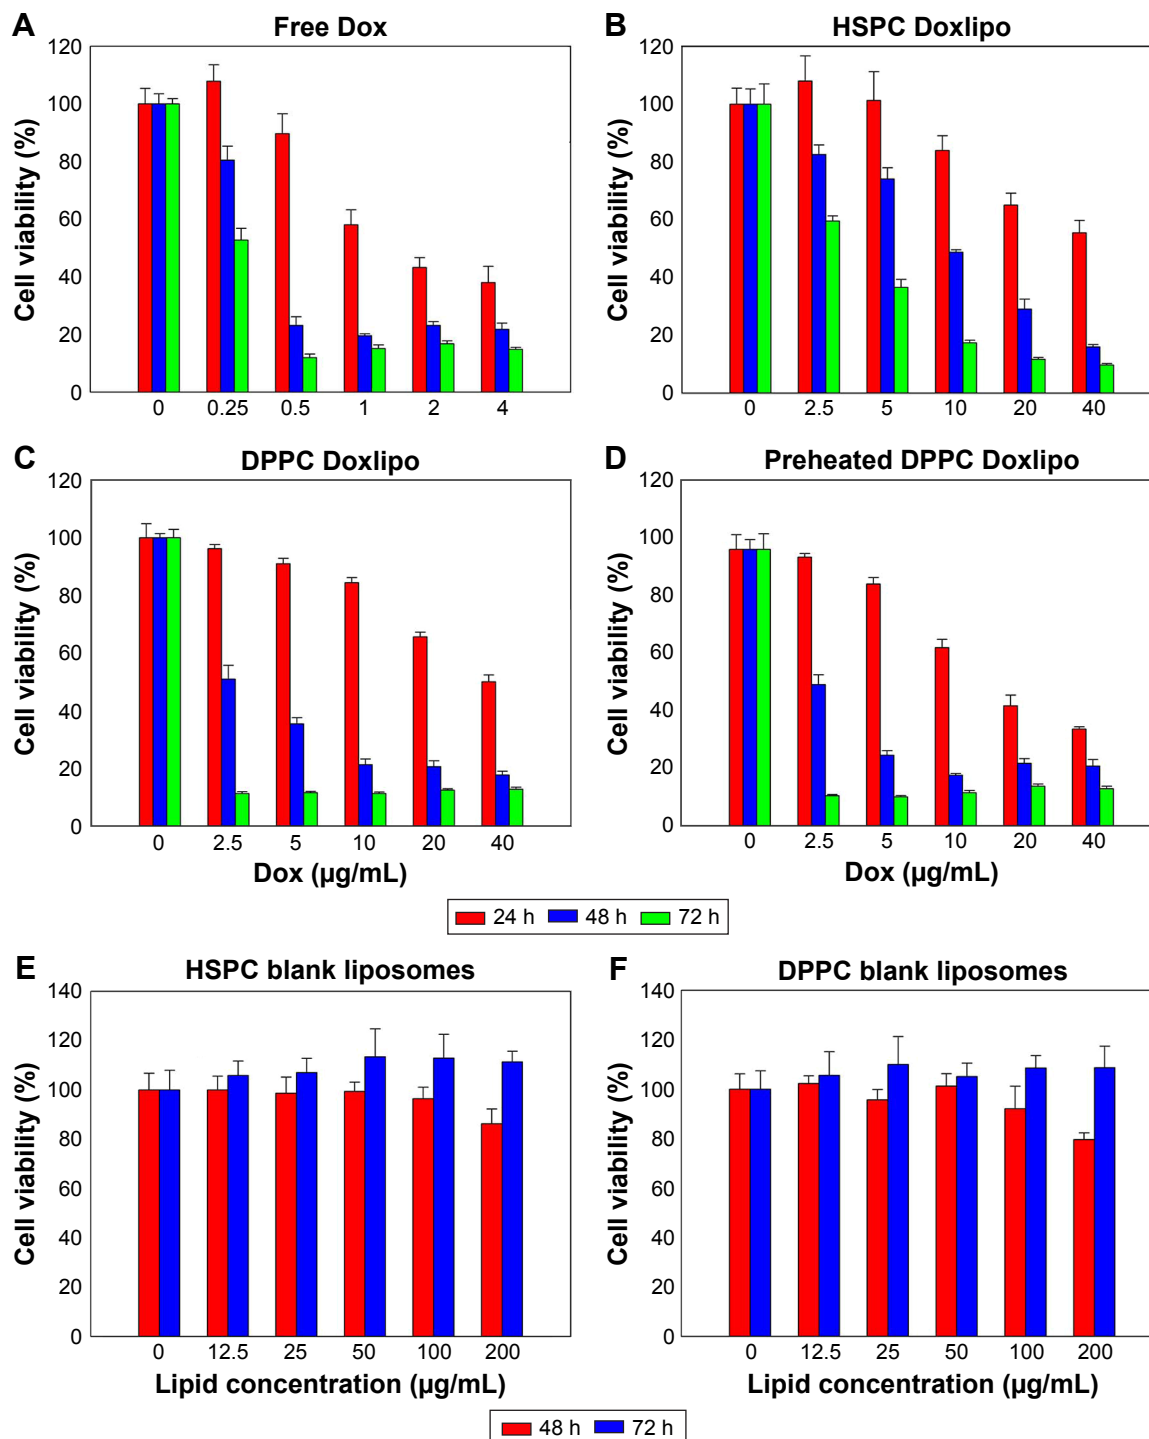 A Free Dox
Cell viability (%)
120
100
80
60
40
20
0
0 0.25 0.5 1 2 4
B HSPC Doxlipo
Cell viability (%)
120
100
80
60
40
20
0
0 2.5 5 10 20 40
C DPPC Doxlipo
Cell viability (%)
120
100
80
60
40
20
0
0 2.5 5 10 20 40
Dox (µg/mL)
D Preheated DPPC Doxlipo
Cell viability (%)
120
100
80
60
40
20
0
0 2.5 5 10 20 40
Dox (µg/mL)
24 h 48 h 72 h
E HSPC blank liposomes
Cell viability (%)
140
120
100
80
60
40
20
0
0 12.5 25 50 100 200
Lipid concentration (µg/mL)
F DPPC blank liposomes
Cell viability (%)
140
120
100
80
60
40
20
0
0 12.5 25 50 100 200
Lipid concentration (µg/mL)
48 h 72 h